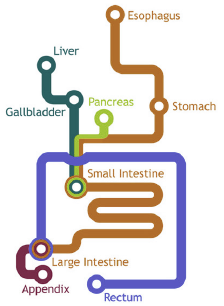 Esophagus
Liver
Gallbladder
Pancreas
Stomach
Small Intestine
Large Intestine
Appendix
Rectum